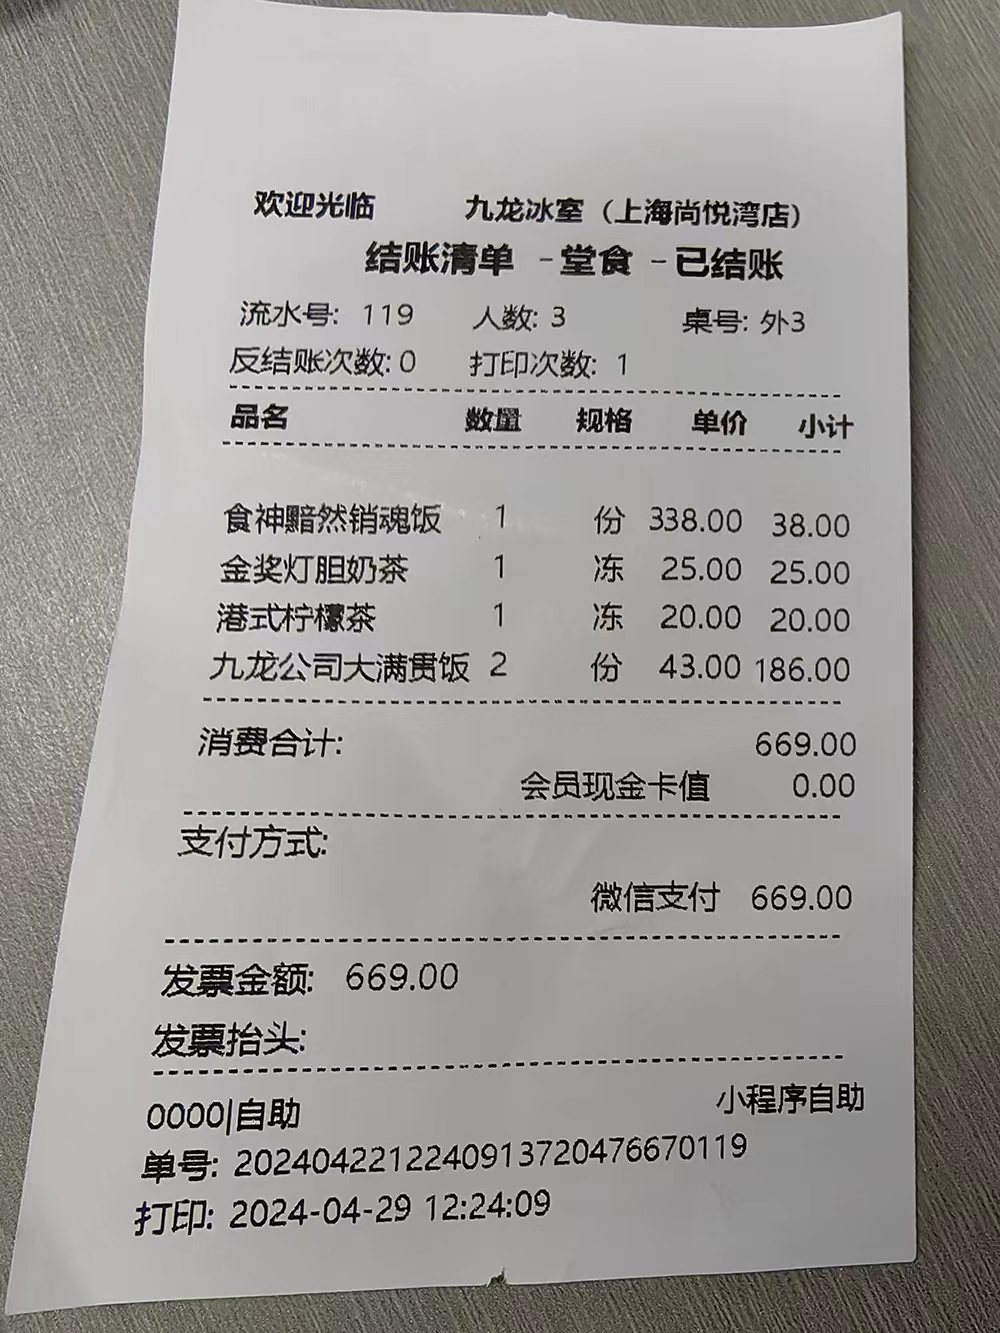 欢迎光临 九龙冰室（上海尚悦湾店）
结账清单 -堂食 -已结账
流水号: 119 人数: 3 桌号: 外3
反结账次数: 0 打印次数: 1
品名 数量 规格 单价 小计
食神黯然销魂饭 1 份 338.00 38.00
金奖灯胆奶茶 1 冻 25.00 25.00
港式柠檬茶 1 冻 20.00 20.00
九龙公司大满贯饭 2 份 43.00 186.00
消费合计: 669.00
会员现金卡值 0.00
支付方式:
微信支付 669.00
发票金额: 669.00
发票抬头:
0000|自助 小程序自助
单号: 20240422122409137204766​70119
打印: 2024-04-29 12:24:09